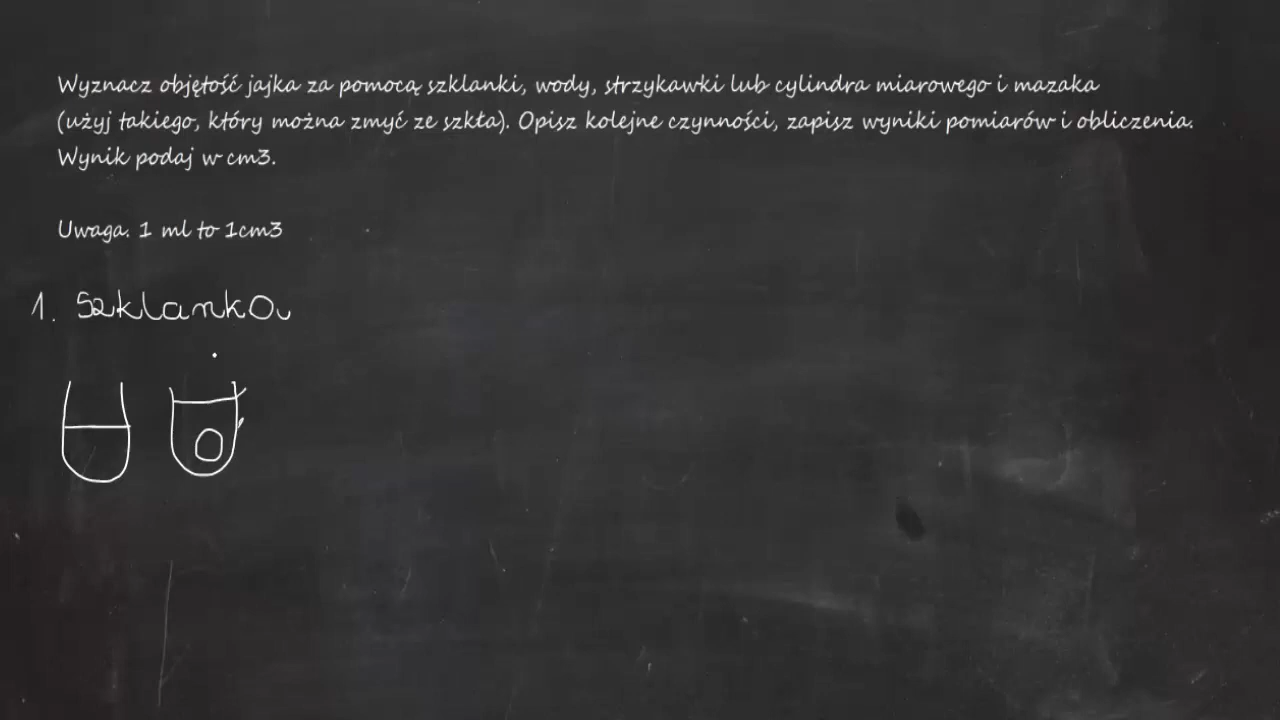 Wyznacz objętość jajka za pomocą szklanki, wody, strzykawki lub cylindra miarowego i mazaka
(użyj takiego, który można zmyć ze szkła). Opisz kolejne czynności, zapisz wyniki pomiarów i obliczenia.
Wynik podaj w cm3.
Uwaga. 1 ml to 1cm3
1. Szklanka